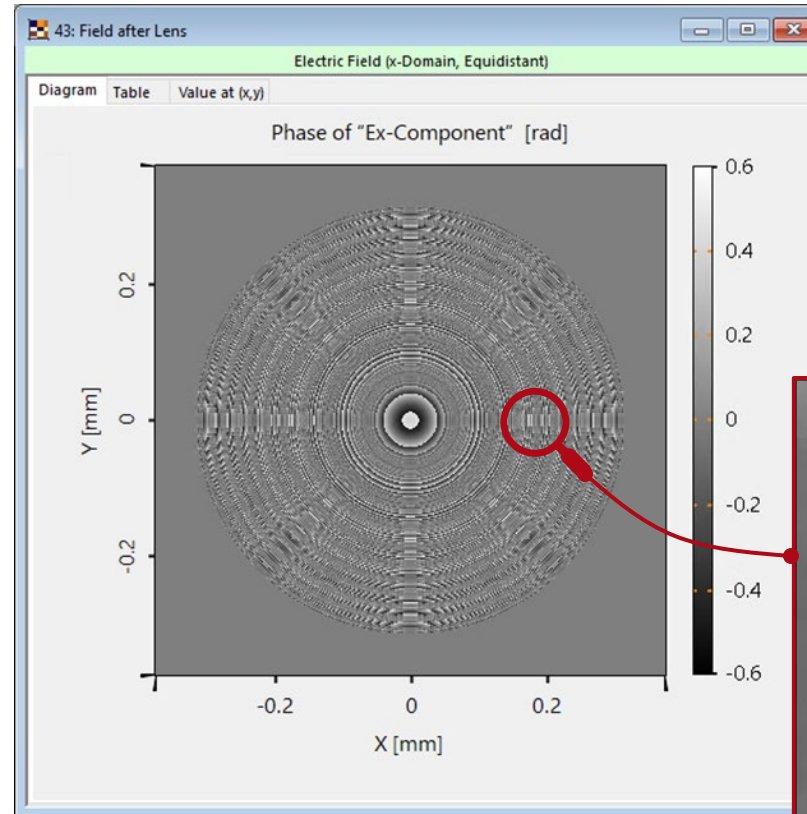 43: Field after Lens
Electric Field (x-Domain, Equidistant)
Diagram Table Value at (x,y)
Phase of "Ex-Component" [rad]
0.6
0.4
0.2
0
-0.2
-0.4
-0.6
Y [mm]
0.2
0
-0.2
-0.2 0 0.2
X [mm]